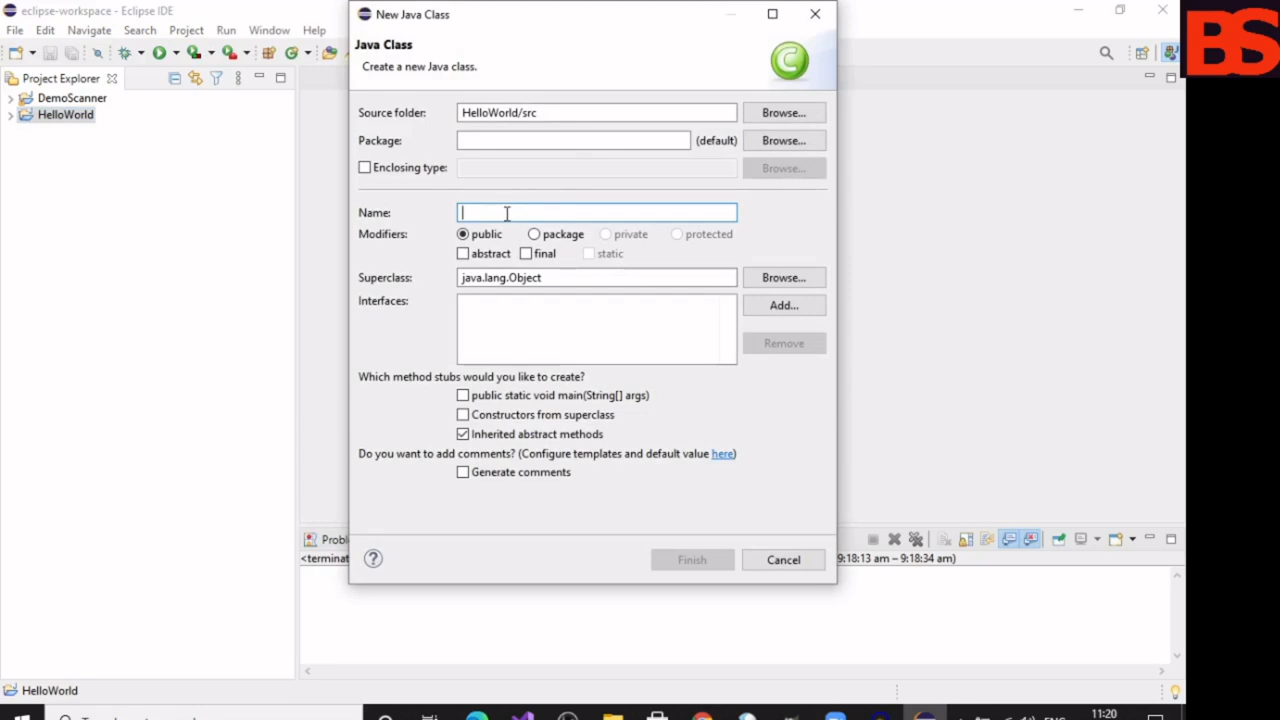 eclipse-workspace - Eclipse IDE
New Java Class
BS
File Edit Navigate Search Project Run Window Help
Java Class
Create a new Java class.
Project Explorer
DemoScanner
HelloWorld
Source folder: HelloWorld/src Browse...
Package: (default) Browse...
Enclosing type: Browse...
Name:
Modifiers: public package private protected
abstract final static
Superclass: java.lang.Object Browse...
Interfaces: Add...
Remove
Which method stubs would you like to create?
public static void main(String[] args)
Constructors from superclass
Inherited abstract methods
Do you want to add comments? (Configure templates and default value here)
Generate comments
Finish Cancel
9:18:13 am – 9:18:34 am)
HelloWorld
11:20